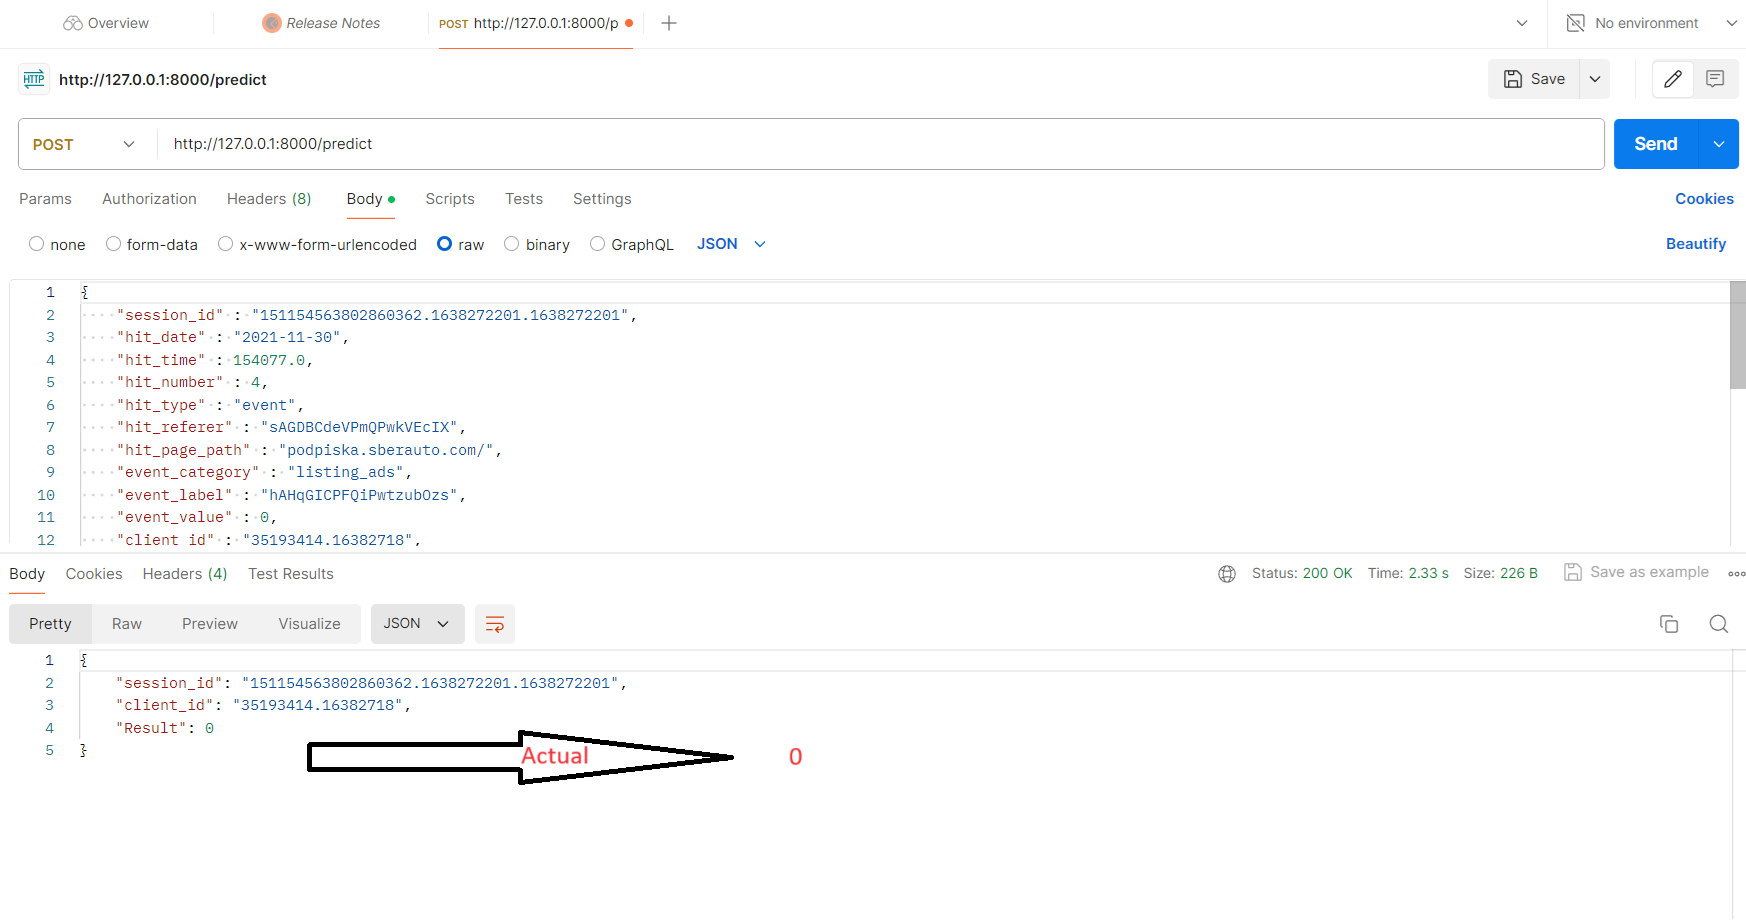 Overview Release Notes POST http://127.0.0.1:8000/p No environment
HTTP http://127.0.0.1:8000/predict Save
POST http://127.0.0.1:8000/predict Send
Params Authorization Headers (8) Body Scripts Tests Settings Cookies
none form-data x-www-form-urlencoded raw binary GraphQL JSON Beautify
1 {
2 "session_id" : "151154563802860362.1638272201.1638272201",
3 "hit_date" : "2021-11-30",
4 "hit_time" : 154077.0,
5 "hit_number" : 4,
6 "hit_type" : "event",
7 "hit_referer" : "sAGDBCdeVPmQPwkVEcIX",
8 "hit_page_path" : "podpiska.sberauto.com/",
9 "event_category" : "listing_ads",
10 "event_label" : "hAHqGICPFQiPwtzubOzs",
11 "event_value" : 0,
12 "client_id" : "35193414.16382718",
Body Cookies Headers (4) Test Results Status: 200 OK Time: 2.33 s Size: 226 B Save as example
Pretty Raw Preview Visualize JSON
1 {
2 "session_id": "151154563802860362.1638272201.1638272201",
3 "client_id": "35193414.16382718",
4 "Result": 0
5 }
Actual 0